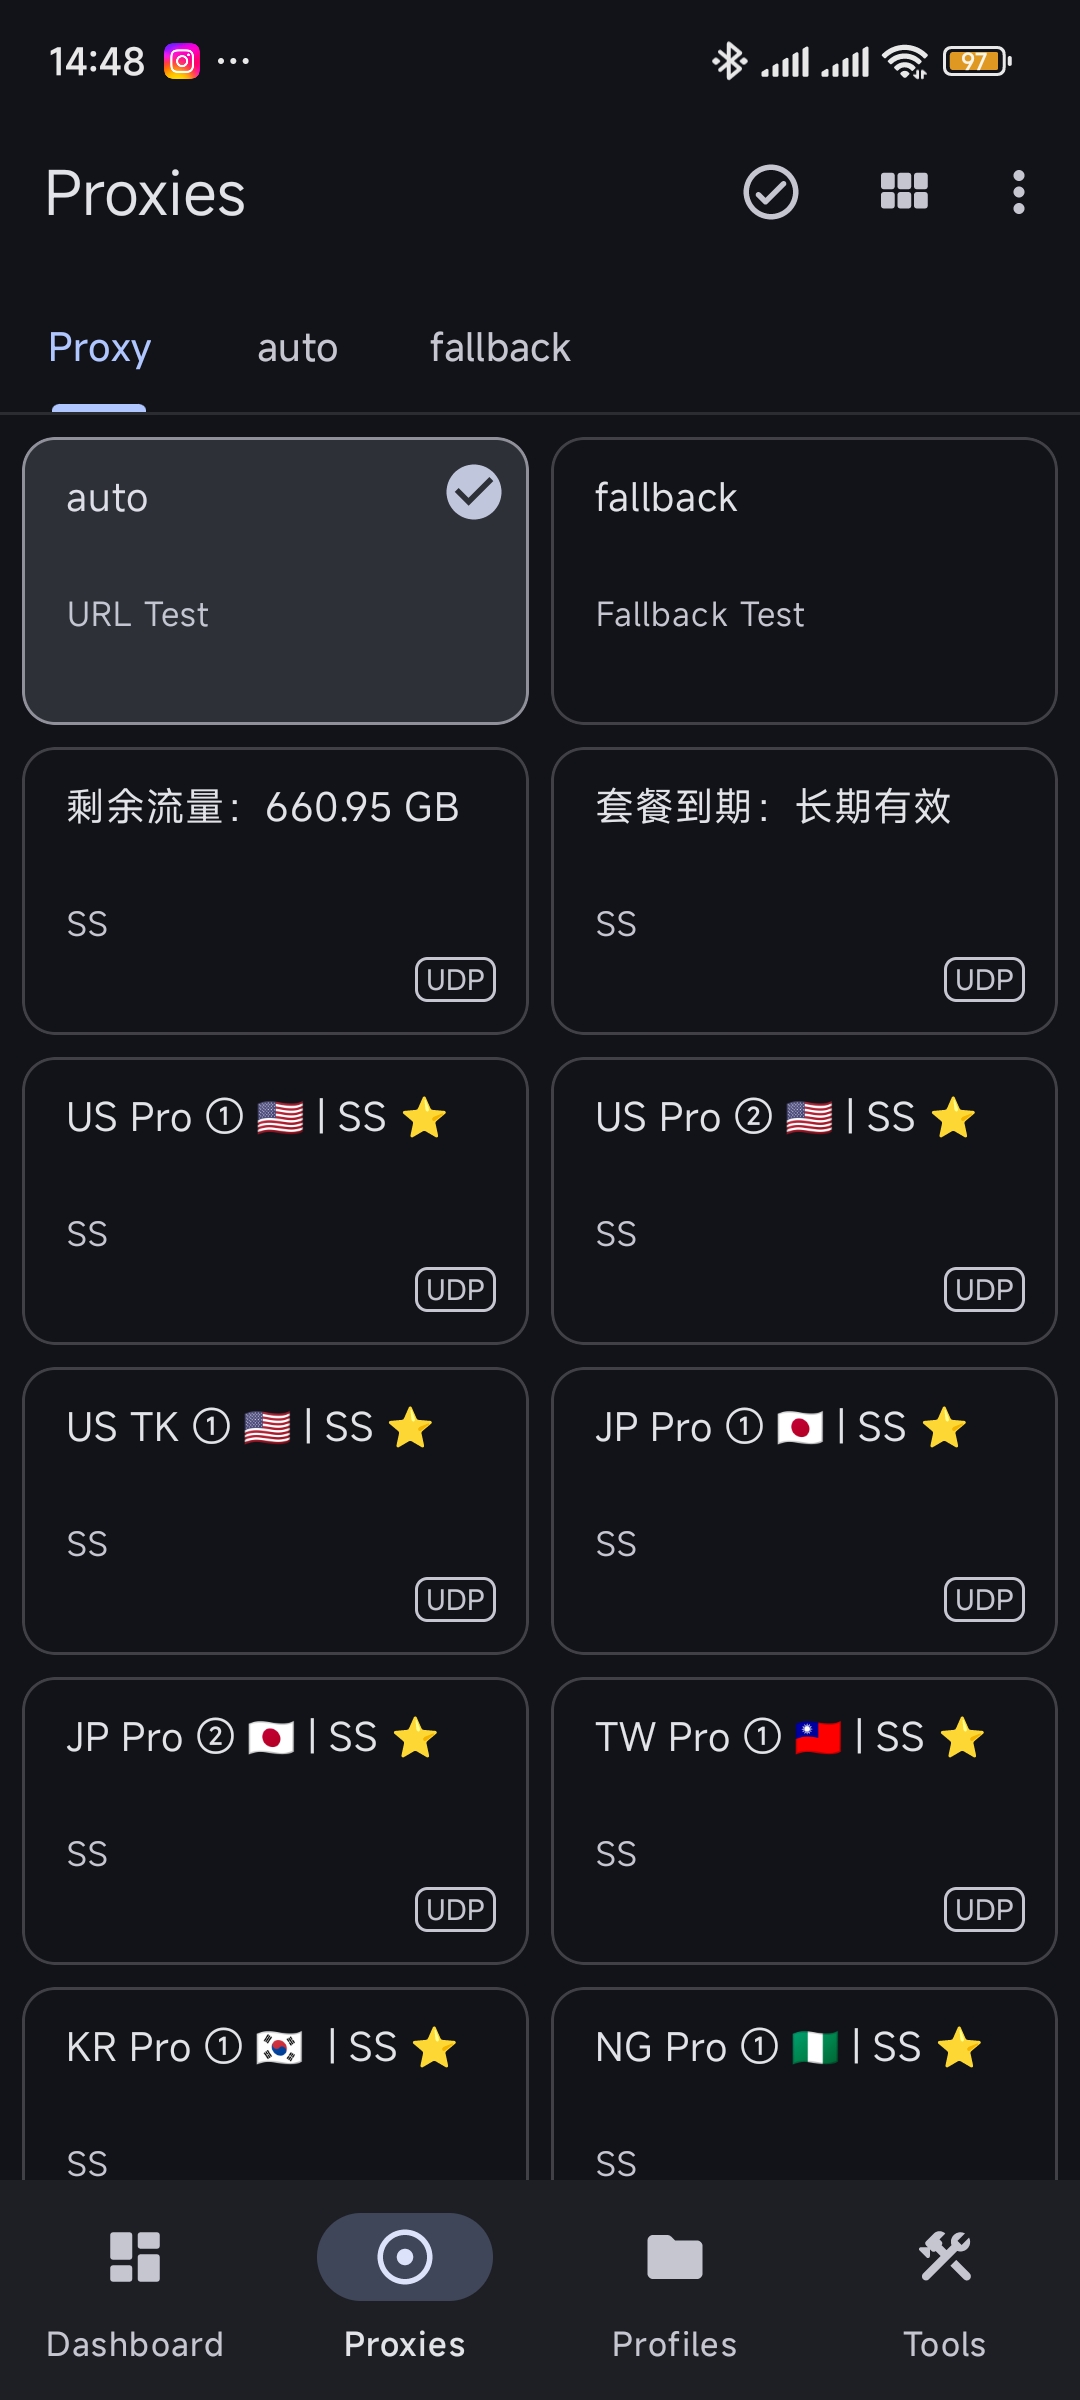 14:48
97
Proxies
Proxy auto fallback
auto
URL Test
fallback
Fallback Test
剩余流量：660.95 GB
SS
UDP
套餐到期：长期有效
SS
UDP
US Pro ① 🇺🇸 | SS ⭐
SS
UDP
US Pro ② 🇺🇸 | SS ⭐
SS
UDP
US TK ① 🇺🇸 | SS ⭐
SS
UDP
JP Pro ① 🇯🇵 | SS ⭐
SS
UDP
JP Pro ② 🇯🇵 | SS ⭐
SS
UDP
TW Pro ① 🇹🇼 | SS ⭐
SS
UDP
KR Pro ① 🇰🇷 | SS ⭐
SS
NG Pro ① 🇳🇬 | SS ⭐
SS
Dashboard Proxies Profiles Tools